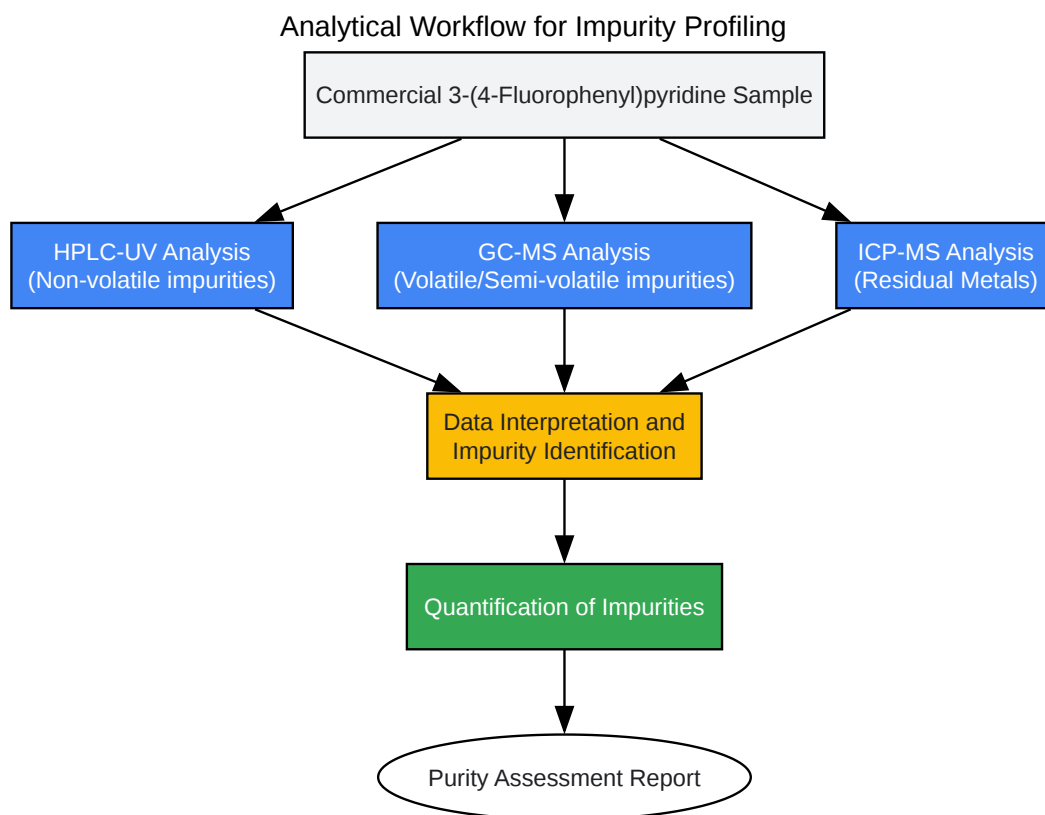 Analytical Workflow for Impurity Profiling
Commercial 3-(4-Fluorophenyl)pyridine Sample
HPLC-UV Analysis
(Non-volatile impurities)
GC-MS Analysis
(Volatile/Semi-volatile impurities)
ICP-MS Analysis
(Residual Metals)
Data Interpretation and
Impurity Identification
Quantification of Impurities
Purity Assessment Report